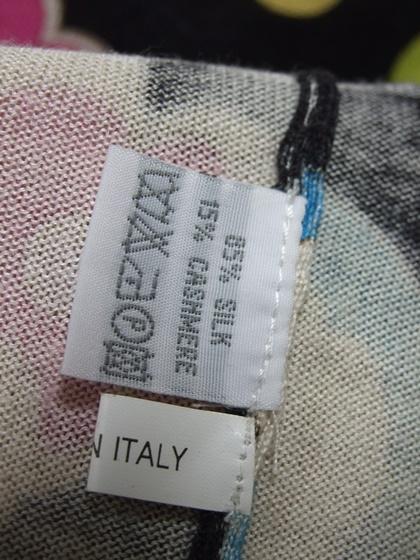 85% SILK
15% CASHMERE
P
N ITALY